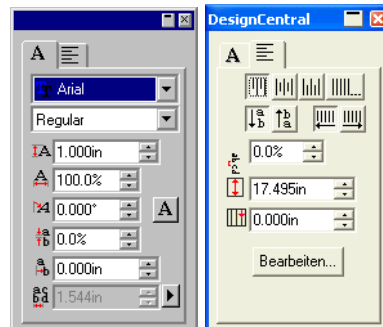 A
Arial
Regular
A 1.000in
A 100.0%
A 0.000° A
a b 0.0%
a b 0.000in
1.544in
DesignCentral
A
a b b a
0.0%
17.495in
0.000in
Bearbeiten...